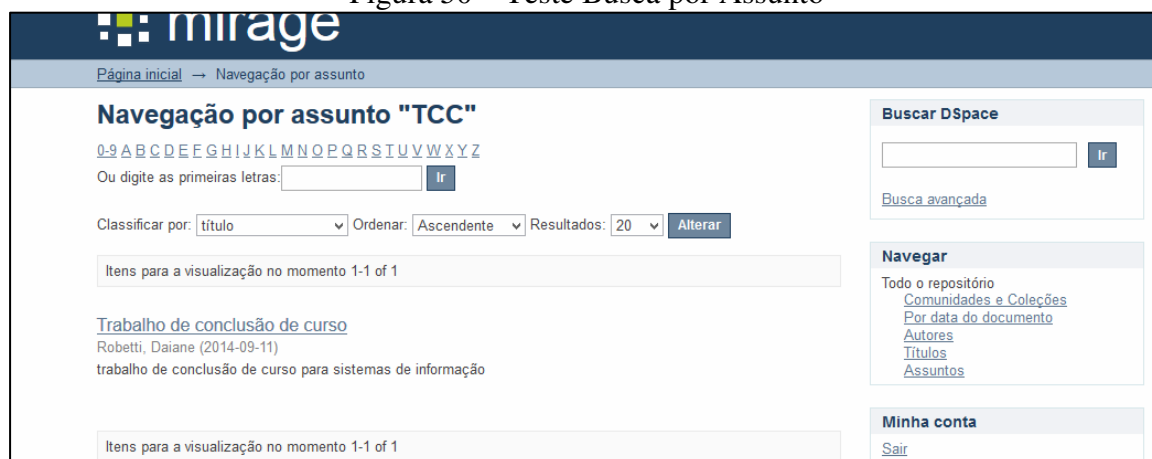 Figura 36 – Teste Busca por Assunto
mirage
Página inicial → Navegação por assunto
Navegação por assunto "TCC"
0-9 A B C D E F G H I J K L M N O P Q R S T U V W X Y Z
Ou digite as primeiras letras: Ir
Classificar por: título Ordenar: Ascendente Resultados: 20 Alterar
Itens para a visualização no momento 1-1 of 1
Trabalho de conclusão de curso
Robetti, Daiane (2014-09-11)
trabalho de conclusão de curso para sistemas de informação
Itens para a visualização no momento 1-1 of 1
Buscar DSpace
Ir
Busca avançada
Navegar
Todo o repositório
Comunidades e Coleções
Por data do documento
Autores
Títulos
Assuntos
Minha conta
Sair